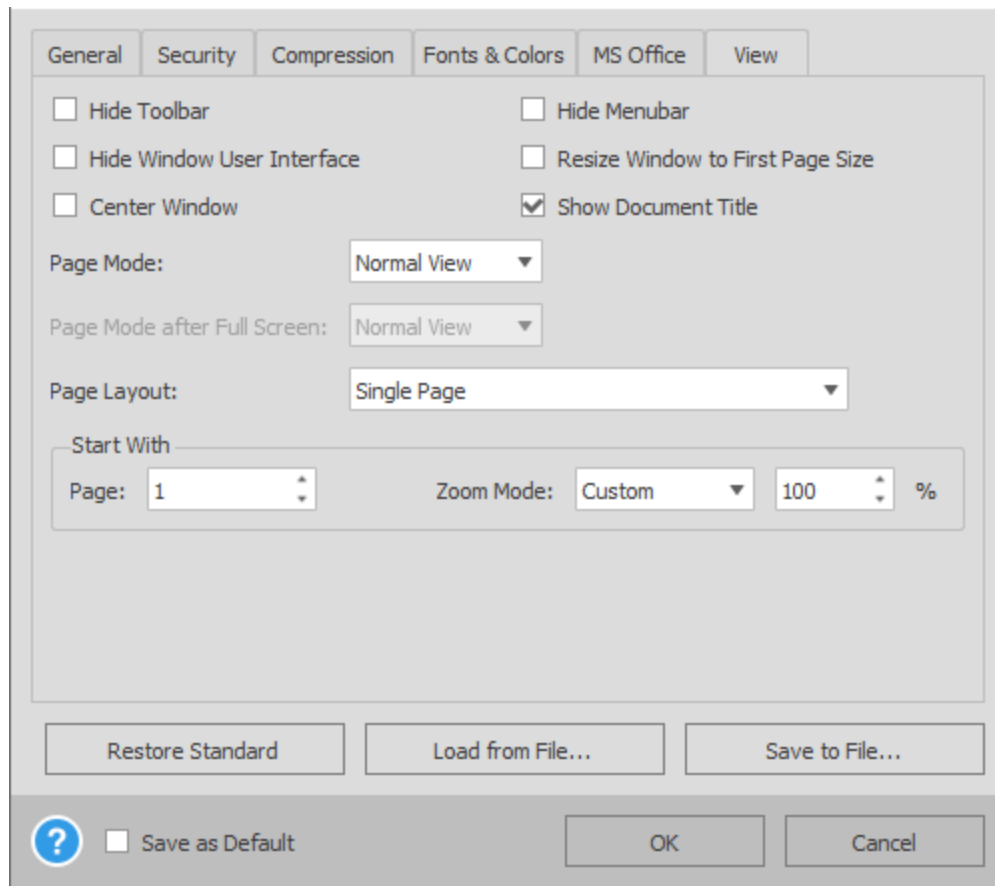 General Security Compression Fonts & Colors MS Office View
Hide Toolbar Hide Menubar
Hide Window User Interface Resize Window to First Page Size
Center Window Show Document Title
Page Mode: Normal View
Page Mode after Full Screen: Normal View
Page Layout: Single Page
Start With
Page: 1 Zoom Mode: Custom 100 %
Restore Standard Load from File... Save to File...
? Save as Default OK Cancel